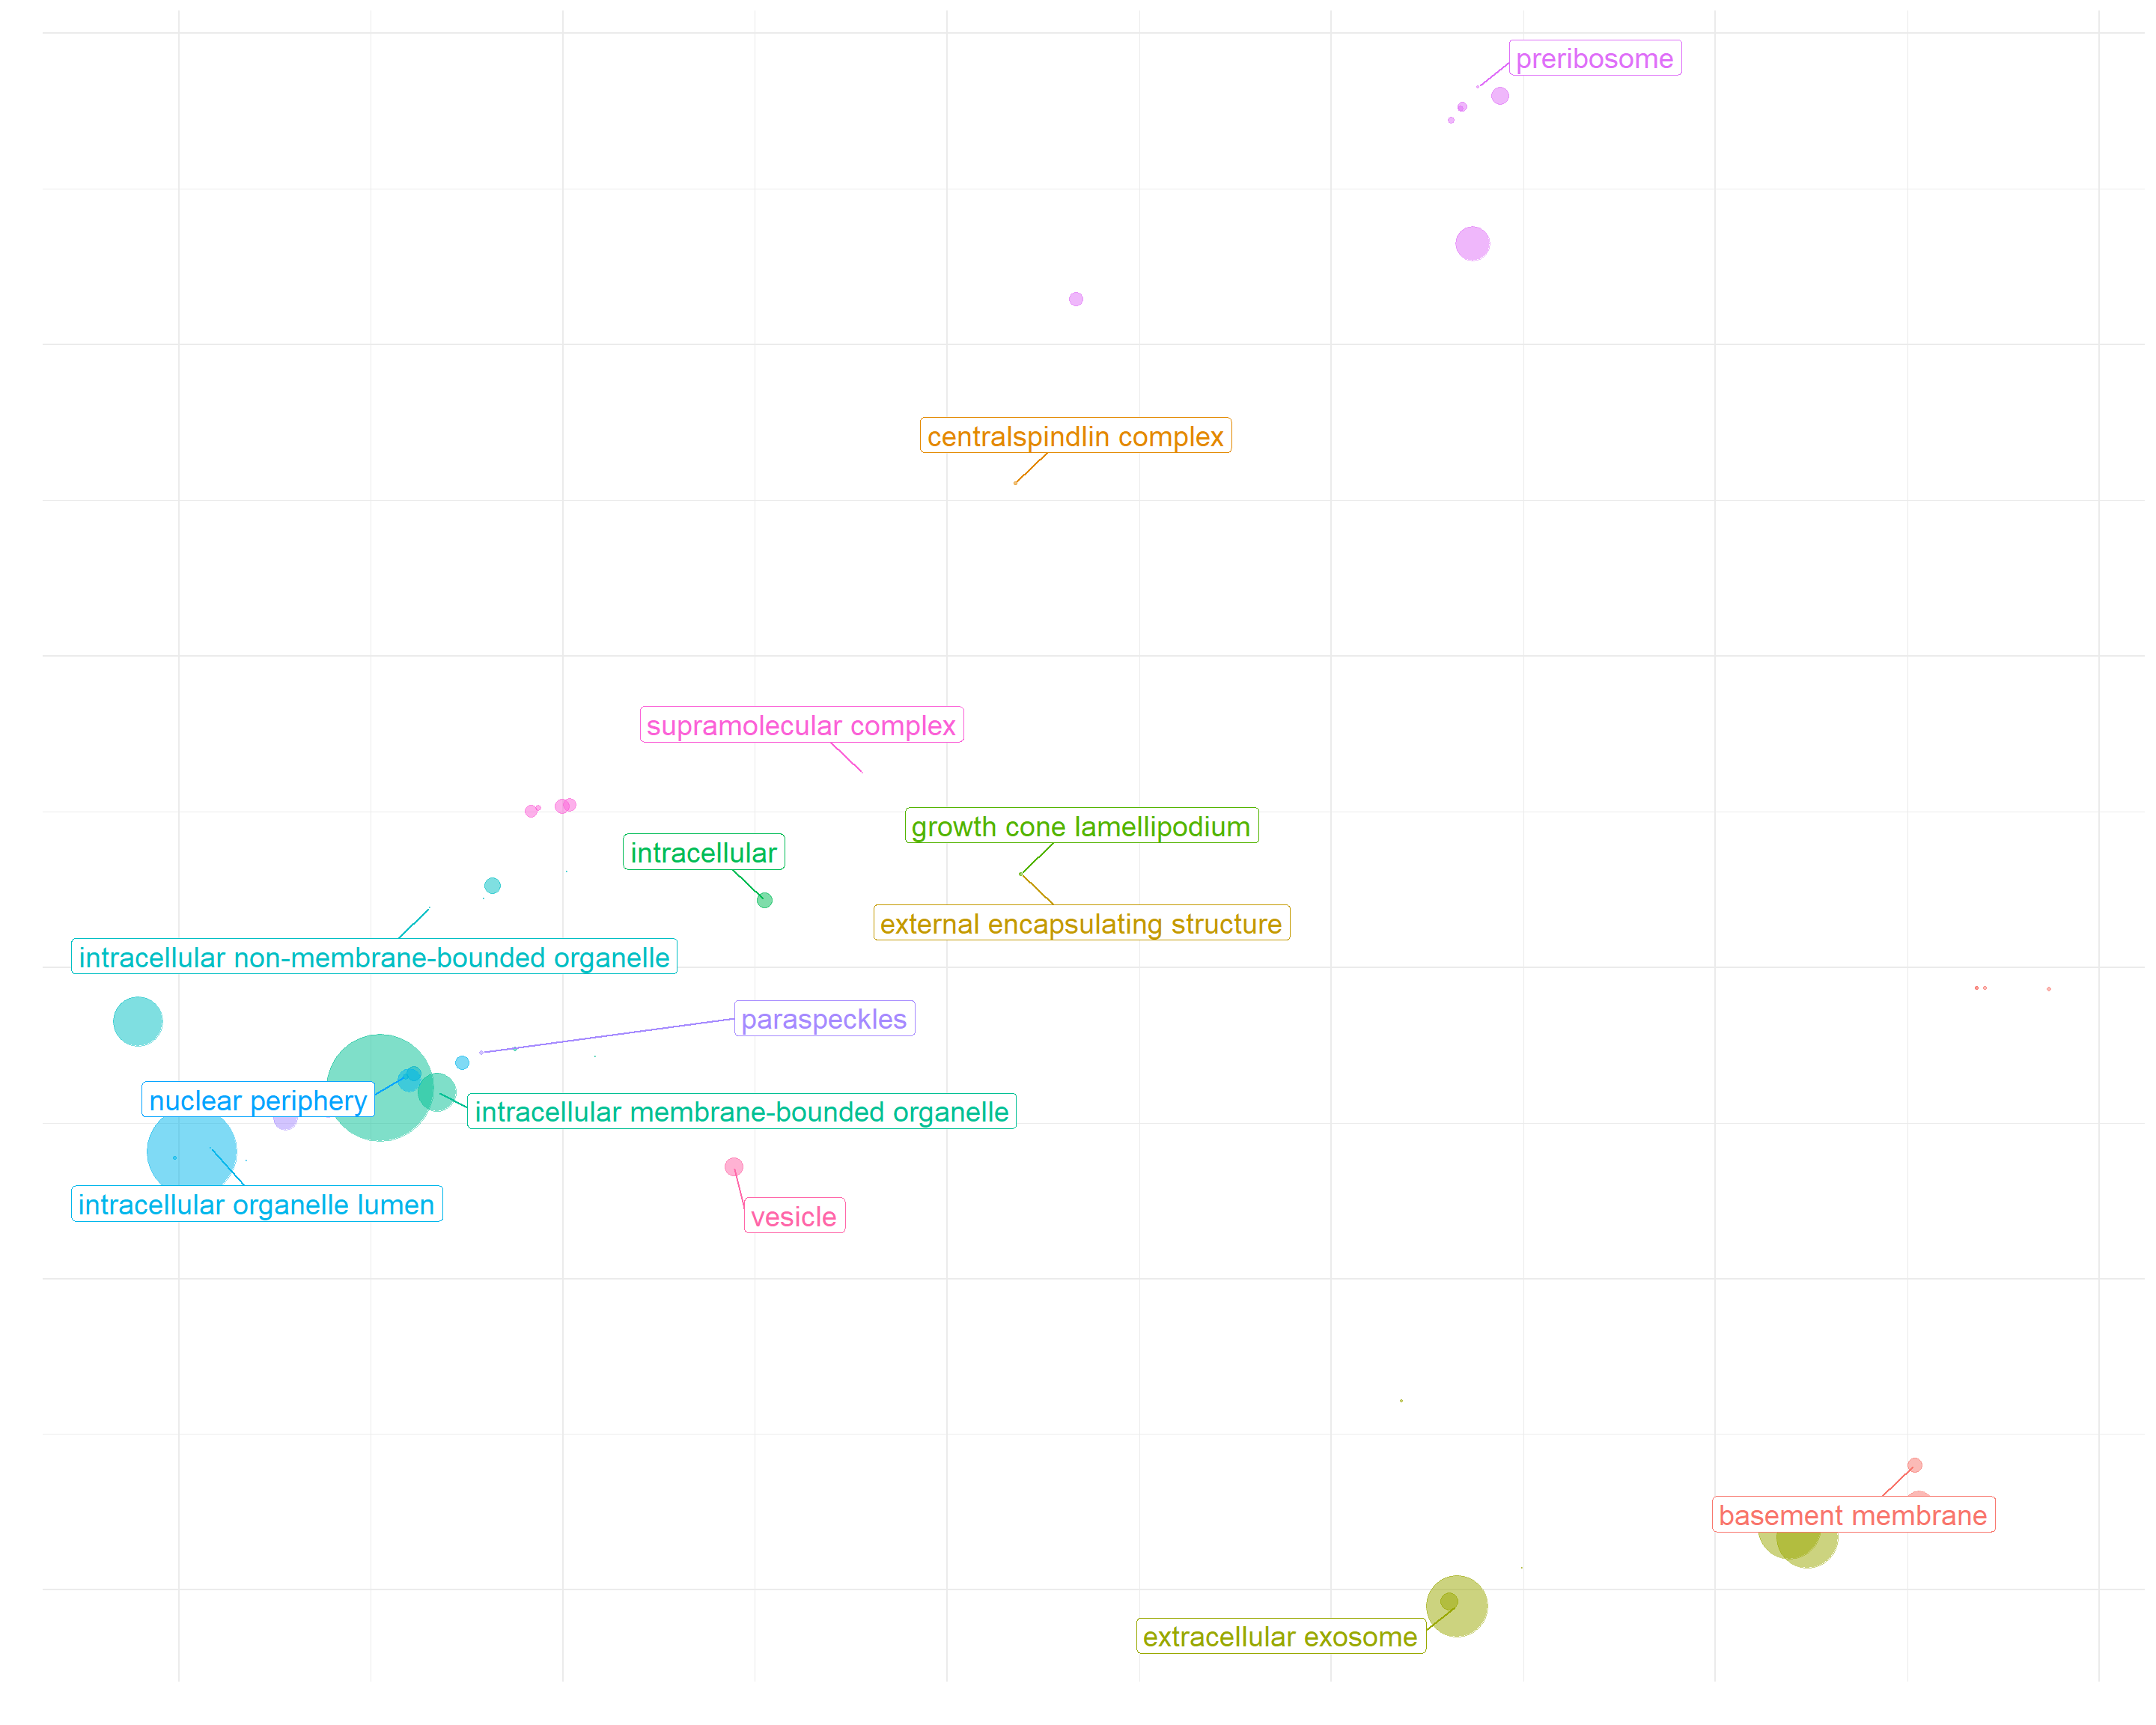 preribosome
centralspindlin complex
supramolecular complex
growth cone lamellipodium
intracellular
external encapsulating structure
intracellular non-membrane-bounded organelle
paraspeckles
nuclear periphery
intracellular membrane-bounded organelle
intracellular organelle lumen
vesicle
basement membrane
extracellular exosome